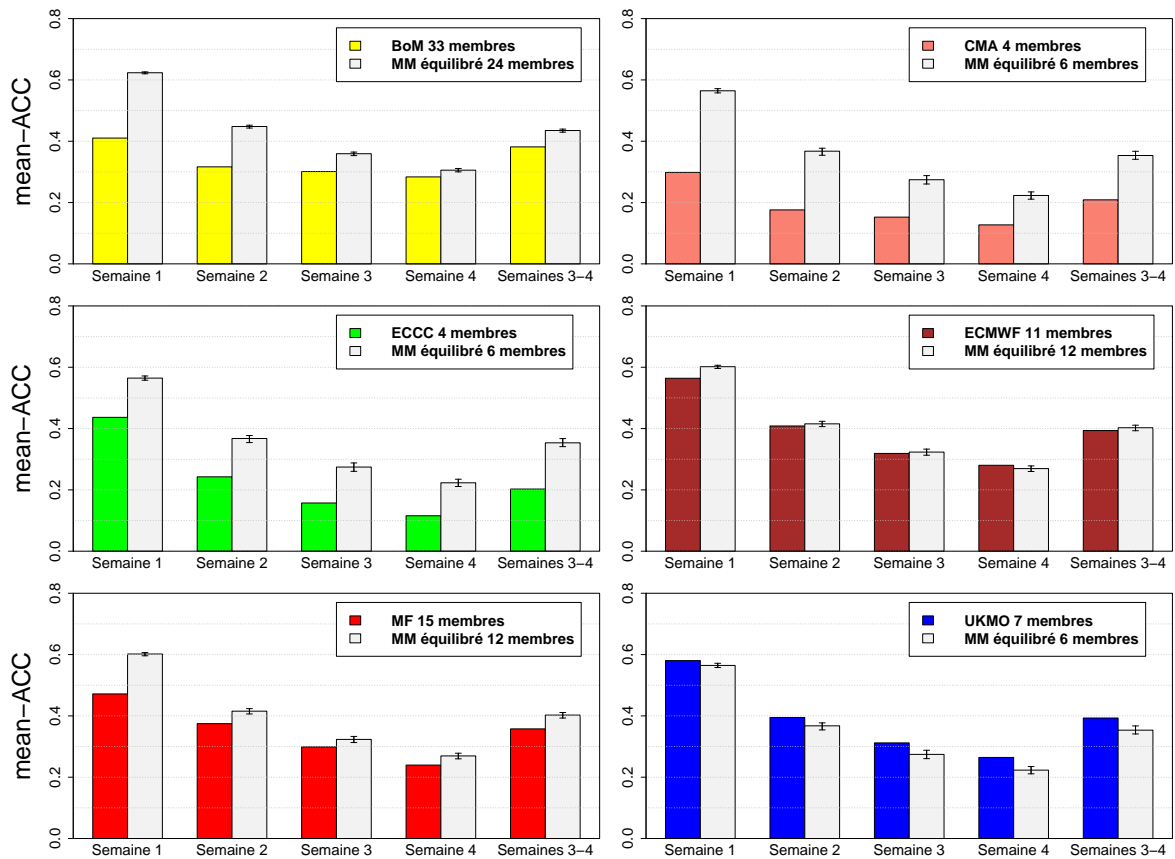 mean−ACC
0.0 0.2 0.4 0.6 0.8
BoM 33 membres
MM équilibré 24 membres
Semaine 1 Semaine 2 Semaine 3 Semaine 4 Semaines 3−4
0.0 0.2 0.4 0.6 0.8
CMA 4 membres
MM équilibré 6 membres
Semaine 1 Semaine 2 Semaine 3 Semaine 4 Semaines 3−4
mean−ACC
0.0 0.2 0.4 0.6 0.8
ECCC 4 membres
MM équilibré 6 membres
Semaine 1 Semaine 2 Semaine 3 Semaine 4 Semaines 3−4
0.0 0.2 0.4 0.6 0.8
ECMWF 11 membres
MM équilibré 12 membres
Semaine 1 Semaine 2 Semaine 3 Semaine 4 Semaines 3−4
mean−ACC
0.0 0.2 0.4 0.6 0.8
MF 15 membres
MM équilibré 12 membres
Semaine 1 Semaine 2 Semaine 3 Semaine 4 Semaines 3−4
0.0 0.2 0.4 0.6 0.8
UKMO 7 membres
MM équilibré 6 membres
Semaine 1 Semaine 2 Semaine 3 Semaine 4 Semaines 3−4